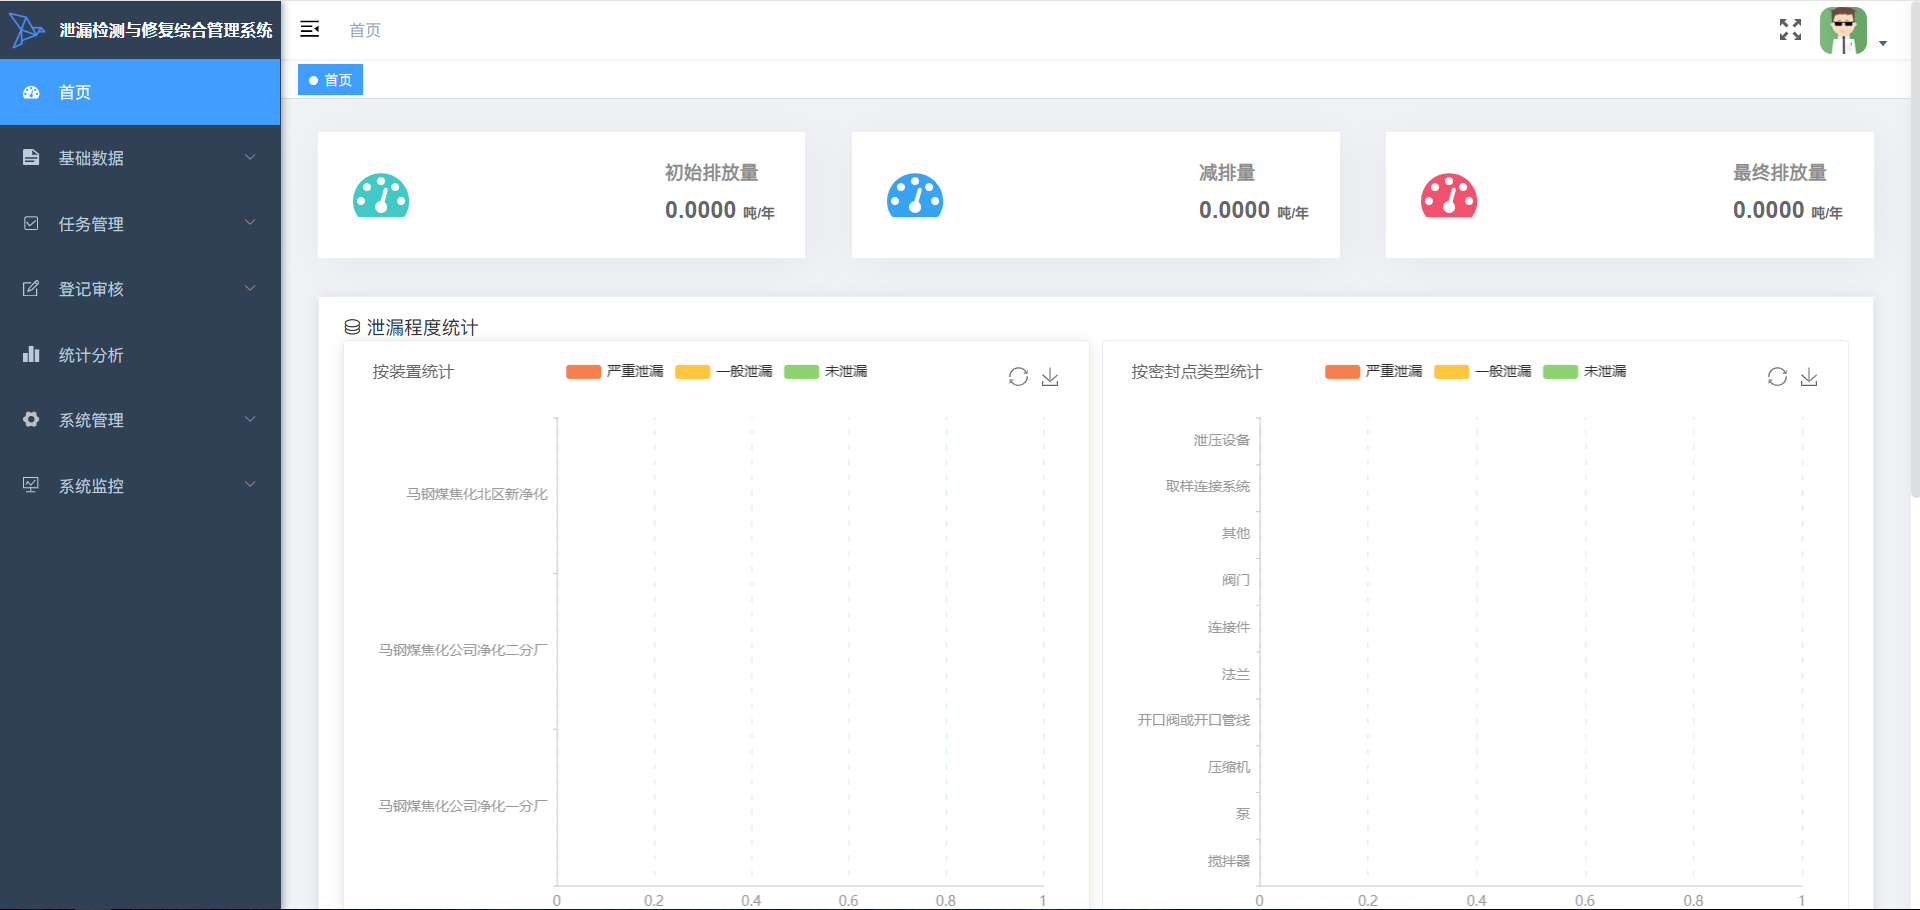 泄漏检测与修复综合管理系统
首页
首页
首页
基础数据
任务管理
登记审核
统计分析
系统管理
系统监控
初始排放量
0.0000 吨/年
减排量
0.0000 吨/年
最终排放量
0.0000 吨/年
泄漏程度统计
按装置统计
严重泄漏 一般泄漏 未泄漏
马钢煤焦化北区新净化
马钢煤焦化公司净化二分厂
马钢煤焦化公司净化一分厂
0 0.2 0.4 0.6 0.8 1
按密封点类型统计
严重泄漏 一般泄漏 未泄漏
泄压设备
取样连接系统
其他
阀门
连接件
法兰
开口阀或开口管线
压缩机
泵
搅拌器
0 0.2 0.4 0.6 0.8 1